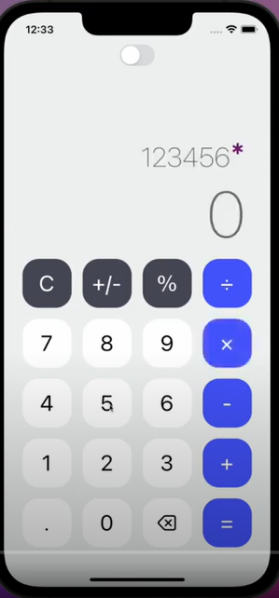 12:33
123456*
0
C +/- % ÷
7 8 9 ×
4 5 6 -
1 2 3 +
. 0 =